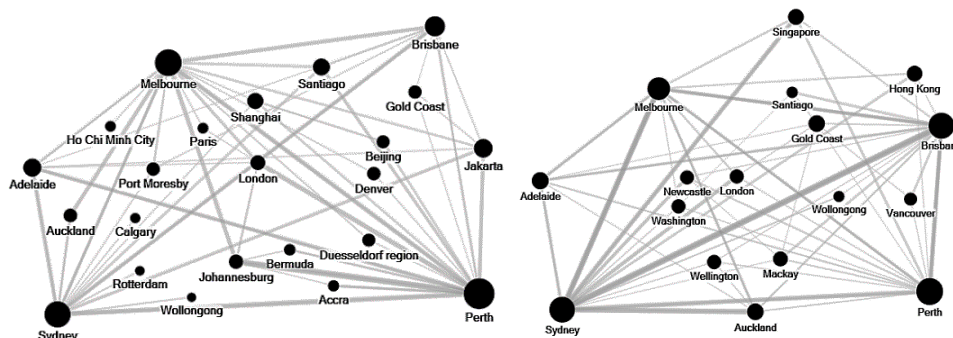 Brisbane
Melbourne
Santiago
Gold Coast
Shanghai
Ho Chi Minh City
Paris
Beijing
Jakarta
Adelaide
Port Moresby
London
Denver
Auckland
Calgary
Duesseldorf region
Bermuda
Johannesburg
Rotterdam
Accra
Wollongong
Perth
Sydney
Singapore
Hong Kong
Melbourne
Santiago
Gold Coast
Brisban
Adelaide
Newcastle
London
Washington
Wollongong
Vancouver
Wellington
Mackay
Perth
Sydney
Auckland